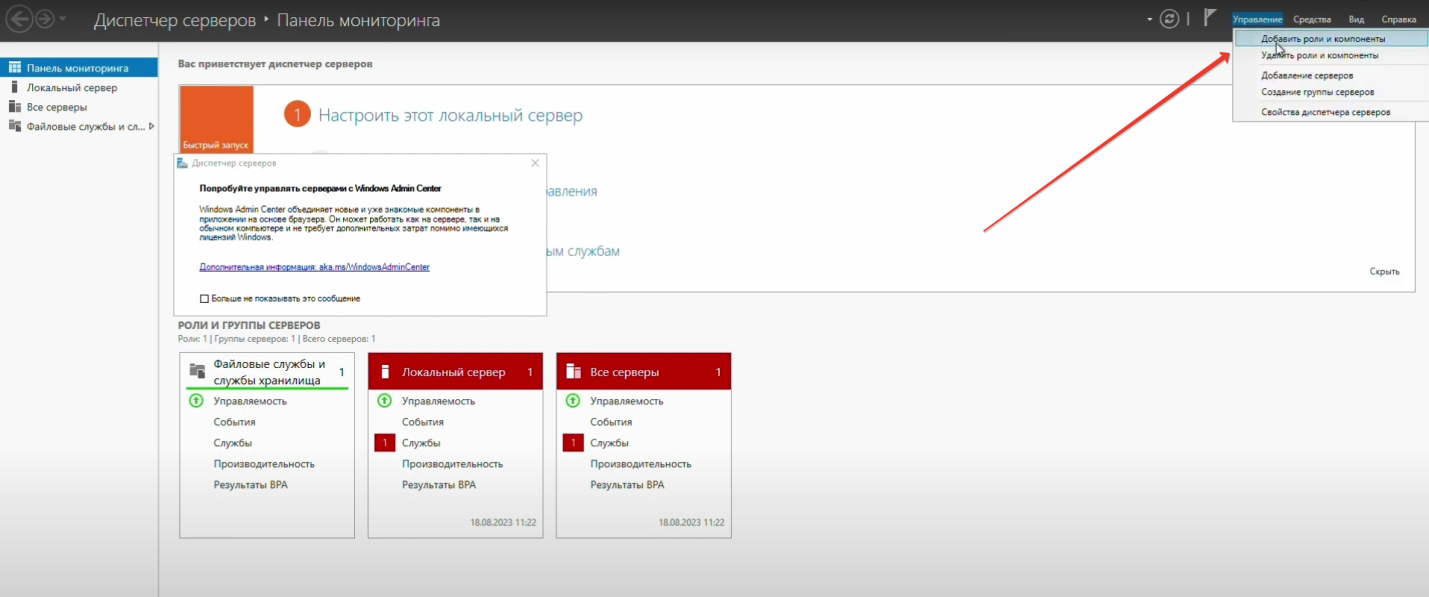 Диспетчер серверов
Панель мониторинга
Управление
Средства
Вид
Справка
Добавить роли и компоненты
Удалить роли и компоненты
Добавление серверов
Создание группы серверов
Свойства диспетчера серверов
Панель мониторинга
Локальный сервер
Все серверы
Файловые службы и сл...
Вас приветствует диспетчер серверов
1 Настроить этот локальный сервер
Быстрый запуск
авления
ым службам
Скрыть
Диспетчер серверов
Попробуйте управлять серверами с Windows Admin Center
Windows Admin Center объединяет новые и уже знакомые компоненты в
приложении на основе браузера. Он может работать как на сервере, так и на
обычном компьютере и не требует дополнительных затрат помимо имеющихся
лицензий Windows.
Дополнительная информация: aka.ms/WindowsAdminCenter
Больше не показывать это сообщение
РОЛИ И ГРУППЫ СЕРВЕРОВ
Роли: 1 | Группы серверов: 1 | Всего серверов: 1
Файловые службы и
службы хранилища
1
Управляемость
События
Службы
Производительность
Результаты BPA
Локальный сервер 1
Управляемость
События
1 Службы
Производительность
Результаты BPA
18.08.2023 11:22
Все серверы 1
Управляемость
События
1 Службы
Производительность
Результаты BPA
18.08.2023 11:22